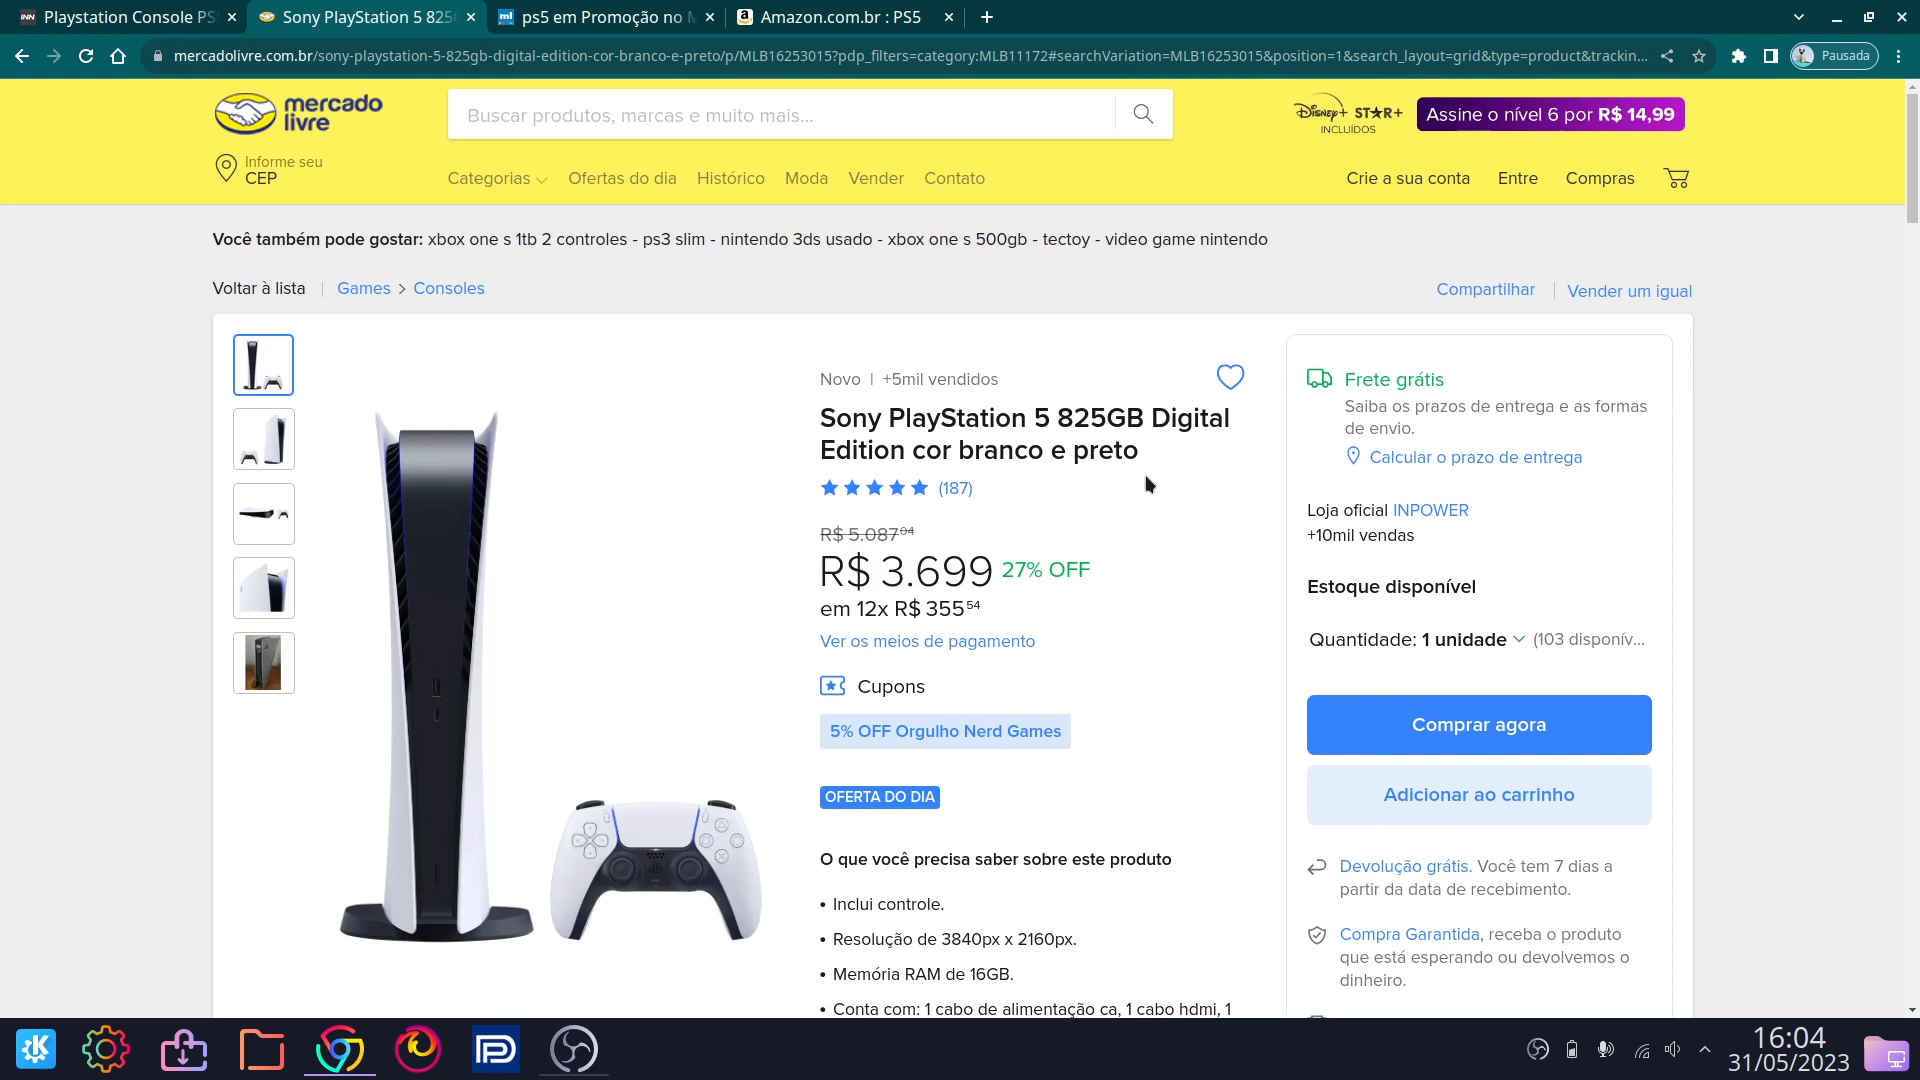 Playstation Console PS
Sony PlayStation 5 825G
ps5 em Promoção no M
Amazon.com.br : PS5
mercadolivre.com.br/sony-playstation-5-825gb-digital-edition-cor-branco-e-preto/p/MLB16253015?pdp_filters=category:MLB11172#searchVariation=MLB16253015&position=1&search_layout=grid&type=product&trackin...
Pausada
mercado
livre
Buscar produtos, marcas e muito mais...
Disney+ STAR+
INCLUÍDOS
Assine o nível 6 por R$ 14,99
Informe seu
CEP
Categorias Ofertas do dia Histórico Moda Vender Contato
Crie a sua conta Entre Compras
Você também pode gostar: xbox one s 1tb 2 controles - ps3 slim - nintendo 3ds usado - xbox one s 500gb - tectoy - video game nintendo
Voltar à lista | Games > Consoles
Compartilhar | Vender um igual
Novo | +5mil vendidos
Sony PlayStation 5 825GB Digital
Edition cor branco e preto
(187)
R$ 5.087⁰⁴
R$ 3.699 27% OFF
em 12x R$ 355⁵⁴
Ver os meios de pagamento
Cupons
5% OFF Orgulho Nerd Games
OFERTA DO DIA
O que você precisa saber sobre este produto
• Inclui controle.
• Resolução de 3840px x 2160px.
• Memória RAM de 16GB.
• Conta com: 1 cabo de alimentação ca, 1 cabo hdmi, 1
Frete grátis
Saiba os prazos de entrega e as formas
de envio.
Calcular o prazo de entrega
Loja oficial INPOWER
+10mil vendas
Estoque disponível
Quantidade: 1 unidade (103 disponív...
Comprar agora
Adicionar ao carrinho
Devolução grátis. Você tem 7 dias a
partir da data de recebimento.
Compra Garantida, receba o produto
que está esperando ou devolvemos o
dinheiro.
16:04
31/05/2023